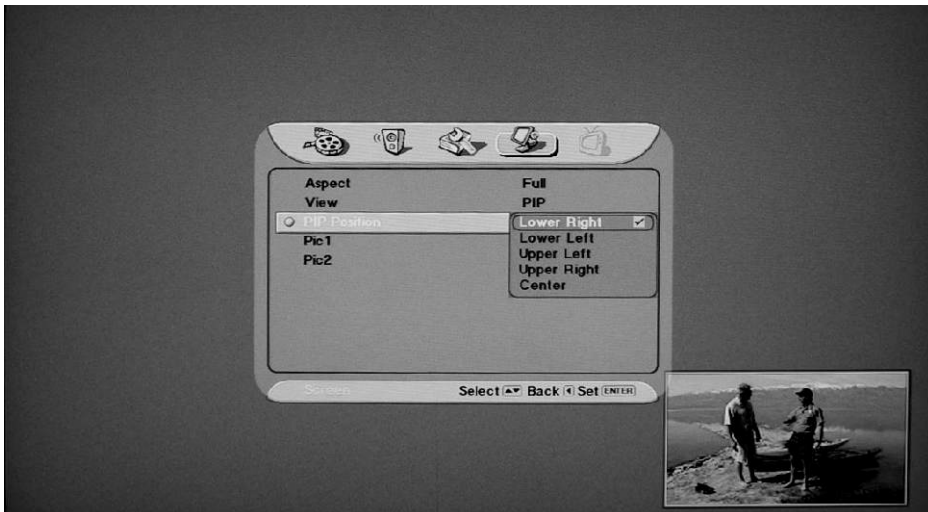 Aspect Full
View PIP
PIP Position Lower Right
Pic1 Lower Left
Pic2 Upper Left
Upper Right
Center
Screen Select Back Set ENTER